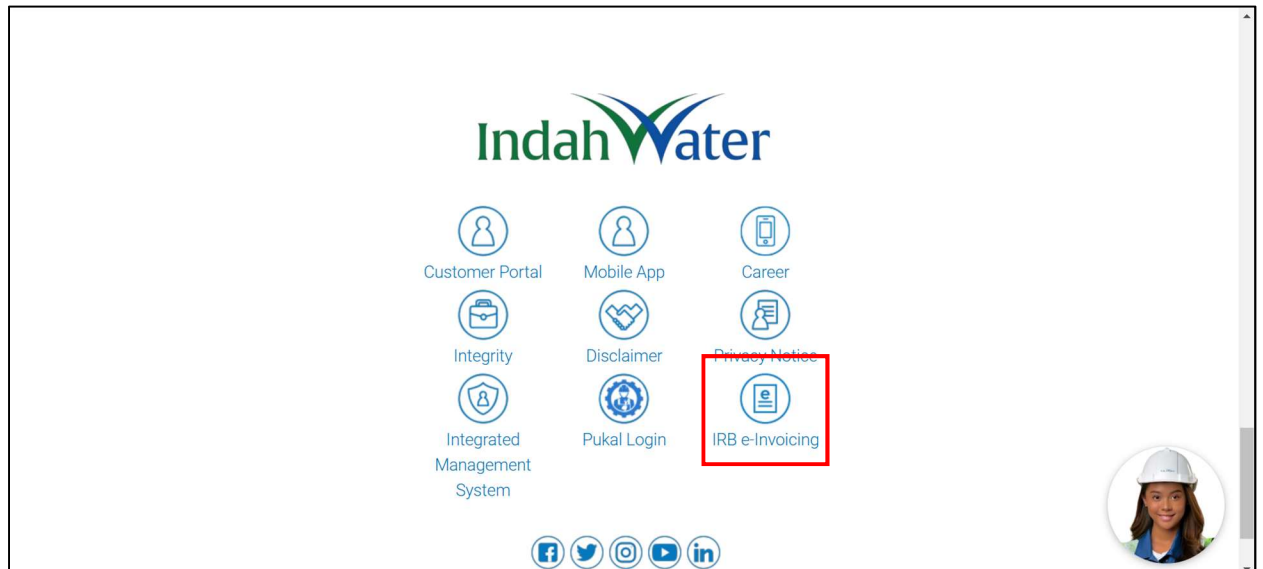 IndahWater
Customer Portal
Mobile App
Career
Integrity
Disclaimer
Privacy Notice
Integrated
Management
System
Pukal Login
IRB e-Invoicing